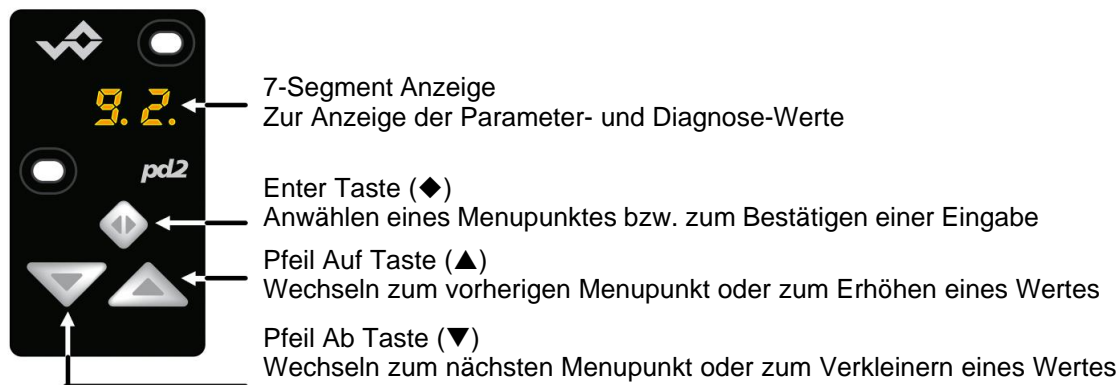 9.2.
pd2
7-Segment Anzeige
Zur Anzeige der Parameter- und Diagnose-Werte
Enter Taste (◆)
Anwählen eines Menupunktes bzw. zum Bestätigen einer Eingabe
Pfeil Auf Taste (▲)
Wechseln zum vorherigen Menupunkt oder zum Erhöhen eines Wertes
Pfeil Ab Taste (▼)
Wechseln zum nächsten Menupunkt oder zum Verkleinern eines Wertes